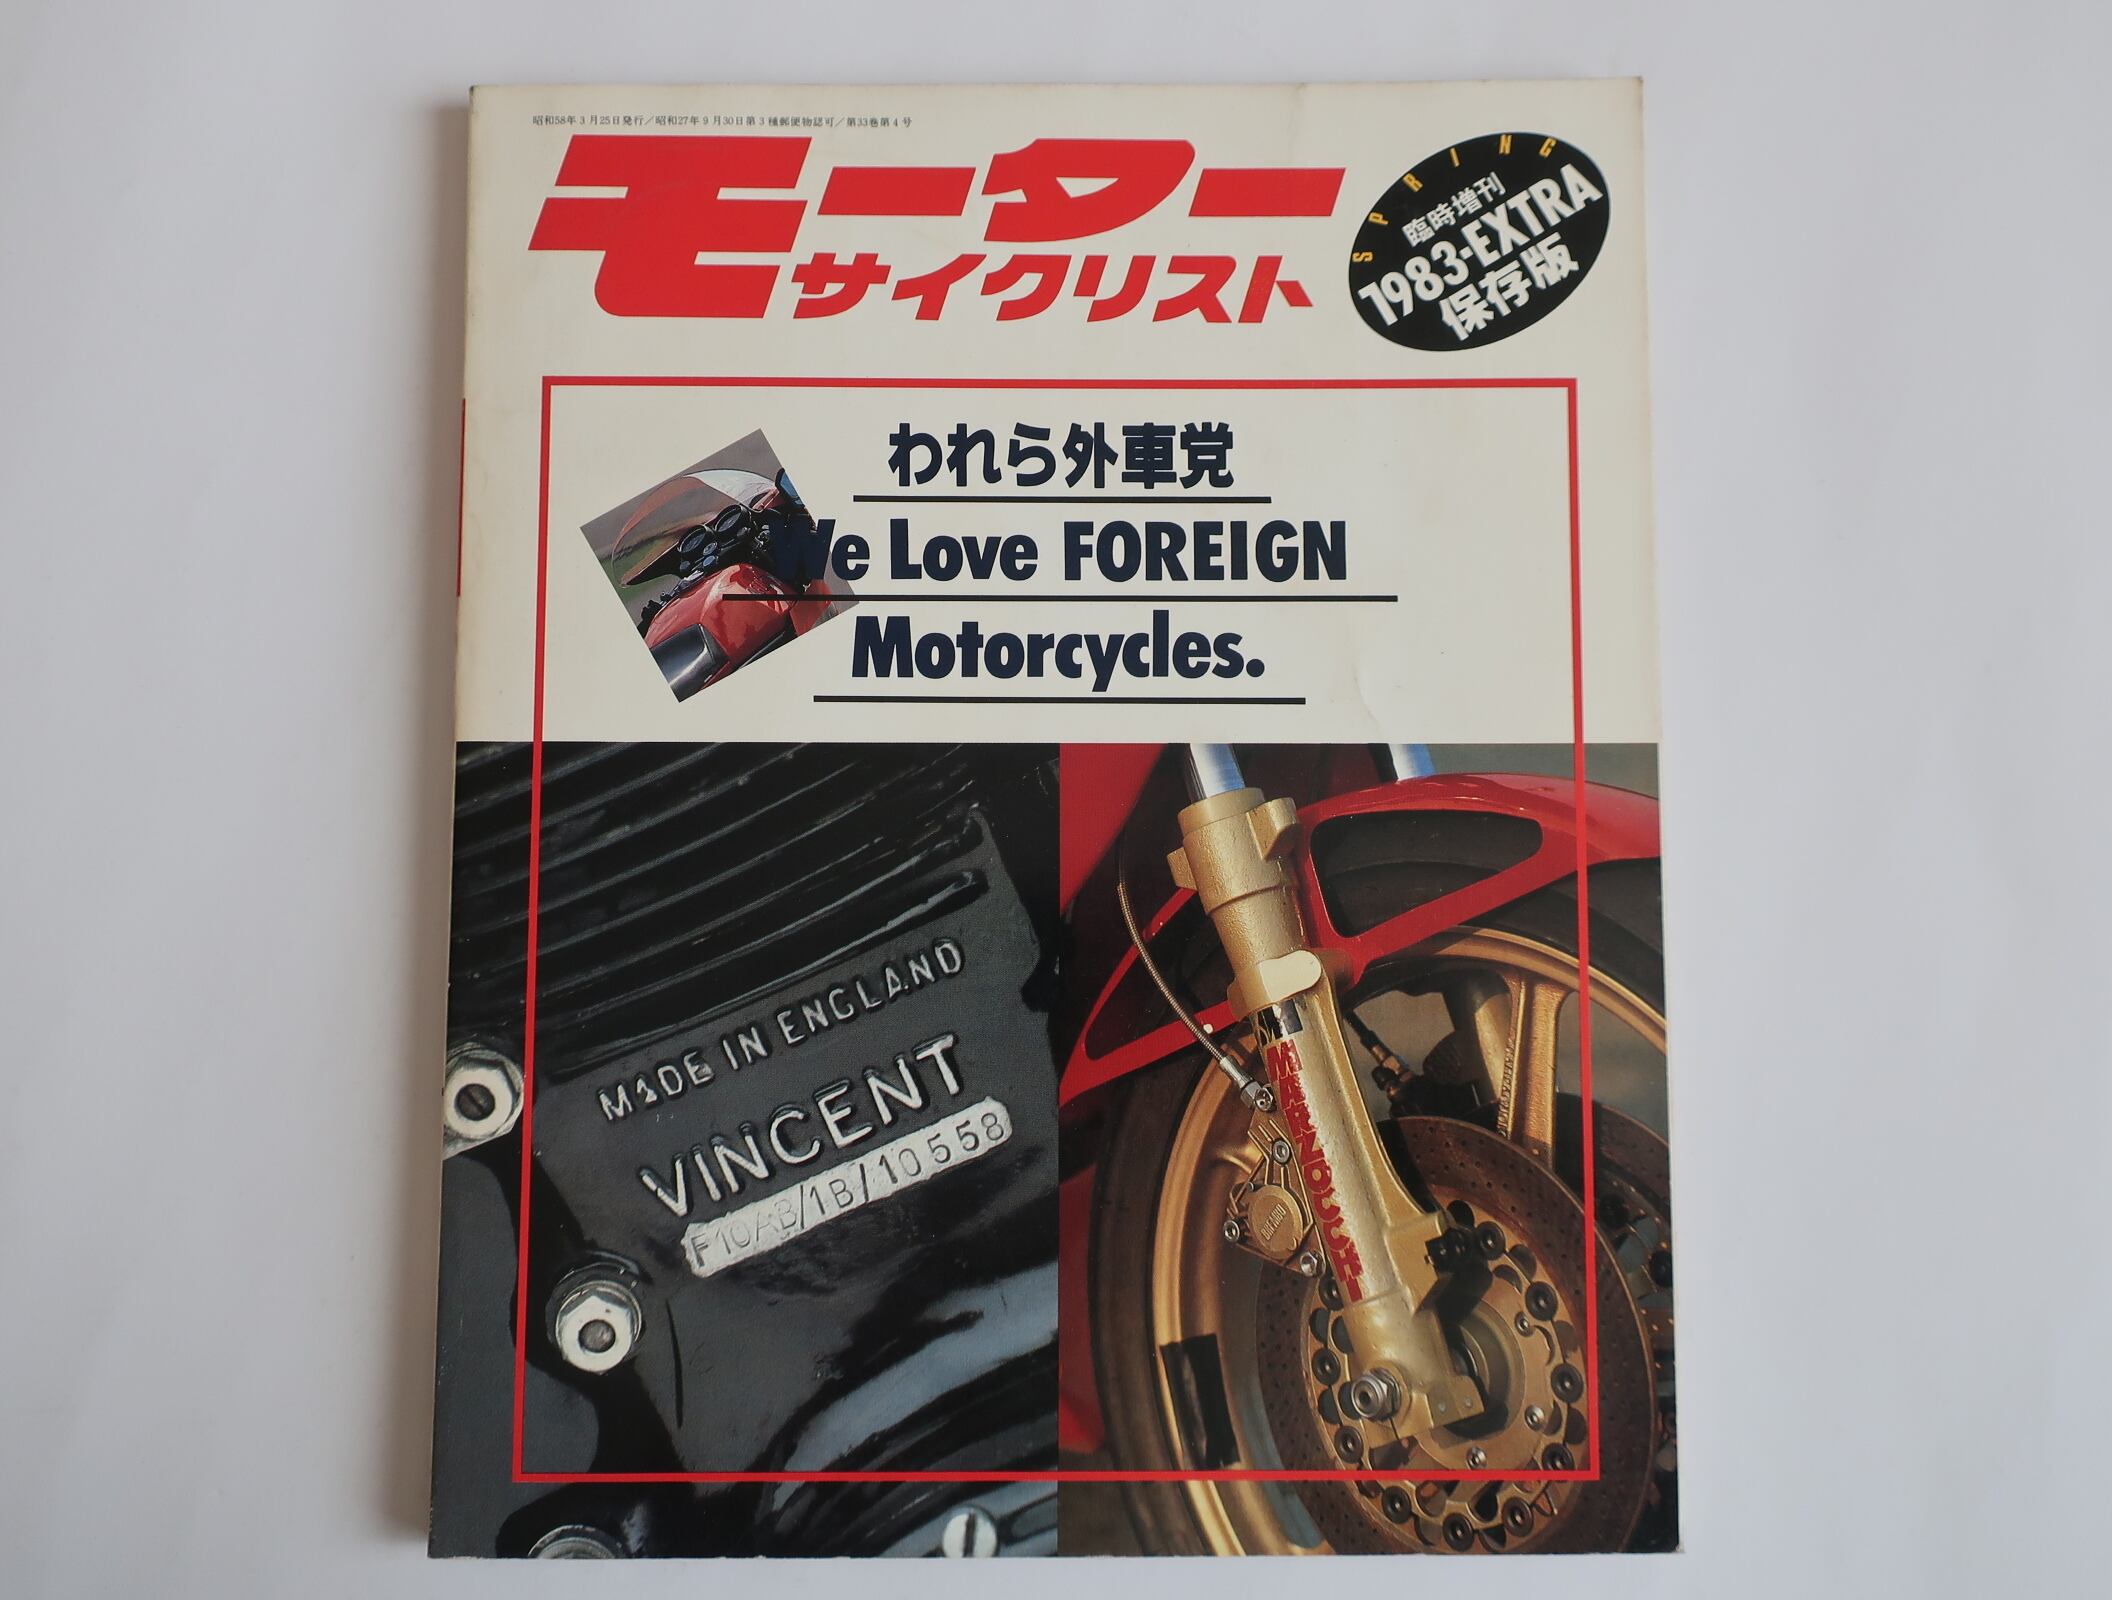 昭和58年3月25日発行／昭和27年9月30日第3種郵便物認可／第33巻第4号
モーター
サイクリスト
SPRING
臨時増刊
1983-EXTRA
保存版
われら外車党
We Love FOREIGN
Motorcycles.
MADE IN ENGLAND
VINCENT
F10AB/1B/10558
MARZOCCHI